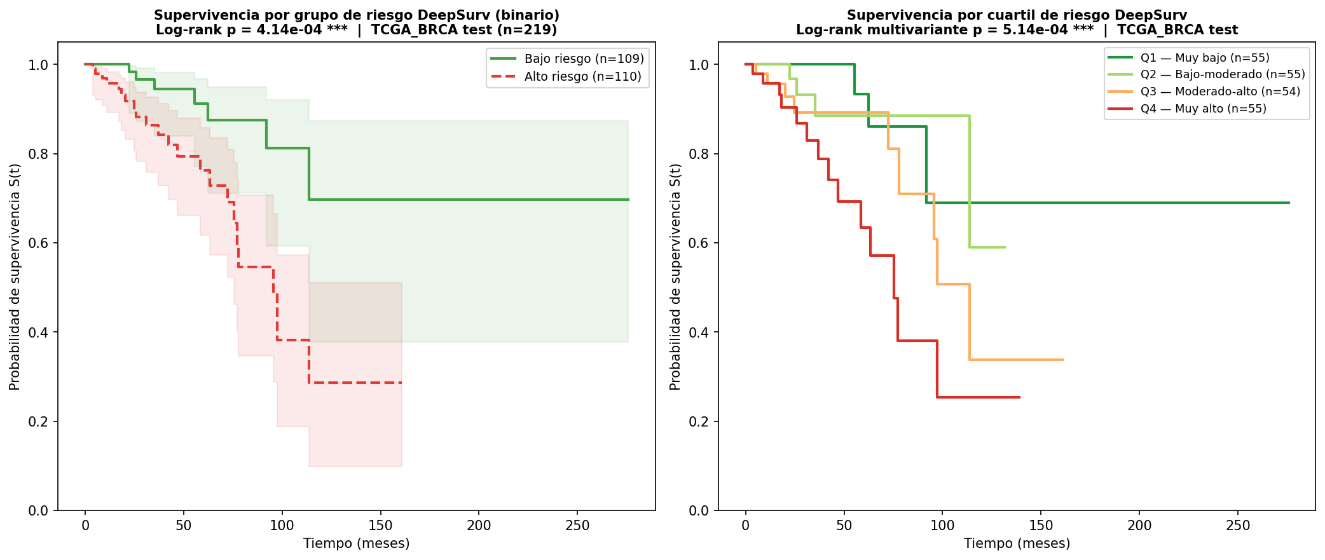 Supervivencia por grupo de riesgo DeepSurv (binario)
Log-rank p = 4.14e-04 *** | TCGA_BRCA test (n=219)
Bajo riesgo (n=109)
Alto riesgo (n=110)
Probabilidad de supervivencia S(t)
1.0
0.8
0.6
0.4
0.2
0.0
0
50
100
150
200
250
Tiempo (meses)
Supervivencia por cuartil de riesgo DeepSurv
Log-rank multivariante p = 5.14e-04 *** | TCGA_BRCA test
Q1 — Muy bajo (n=55)
Q2 — Bajo-moderado (n=55)
Q3 — Moderado-alto (n=54)
Q4 — Muy alto (n=55)
Probabilidad de supervivencia S(t)
1.0
0.8
0.6
0.4
0.2
0.0
0
50
100
150
200
250
Tiempo (meses)